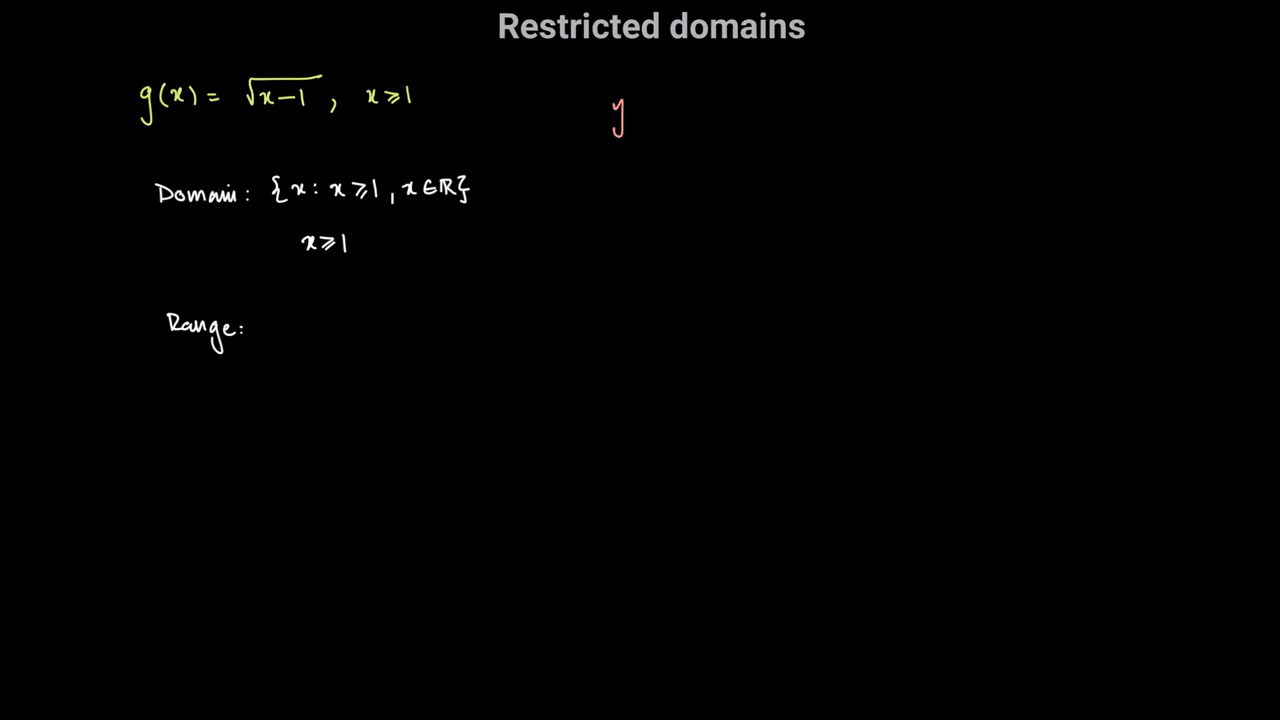 Restricted domains
g(x) = √x-1 , x ⩾ 1
y
Domain: {x : x ⩾ 1 , x ∈ ℝ}
x ⩾ 1
Range: